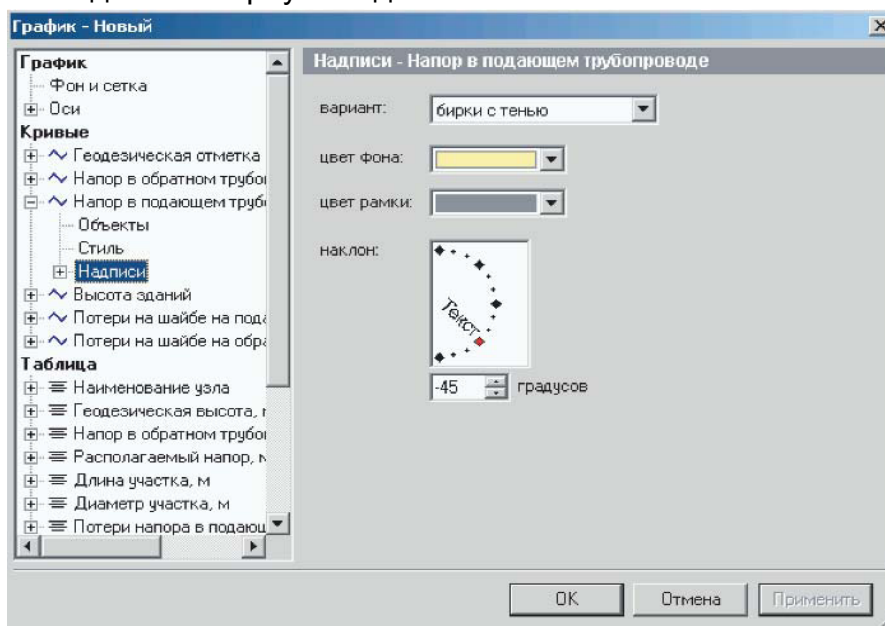 График - Новый
График
Фон и сетка
Оси
Кривые
Геодезическая отметка
Напор в обратном трубо
Напор в подающем труб
Объекты
Стиль
Надписи
Высота зданий
Потери на шайбе на пода
Потери на шайбе на обра
Таблица
Наименование узла
Геодезическая высота,
Напор в обратном трубо
Располагаемый напор,
Длина участка, м
Диаметр участка, м
Потери напора в подающ
Надписи - Напор в подающем трубопроводе
вариант: бирки с тенью
цвет фона:
цвет рамки:
наклон:
Текст
-45 градусов
OK Отмена Применить